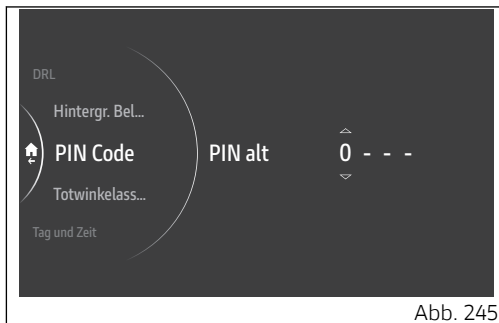 DRL
Hintergr. Bel...
PIN Code PIN alt 0 - - -
Totwinkelass...
Tag und Zeit
Abb. 245